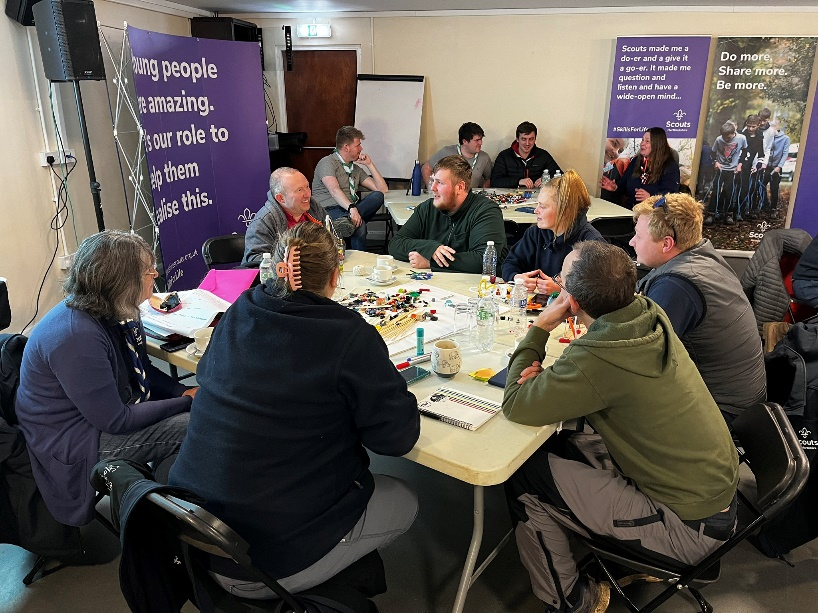 ung people
e amazing.
s our role to
lp them
alise this.
Scouts made me a
do-er and a give it
a go-er. It made me
question and
listen and have a
wide-open mind...
#SkillsForLife
Scouts
Do more.
Share more.
Be more.
Scouts